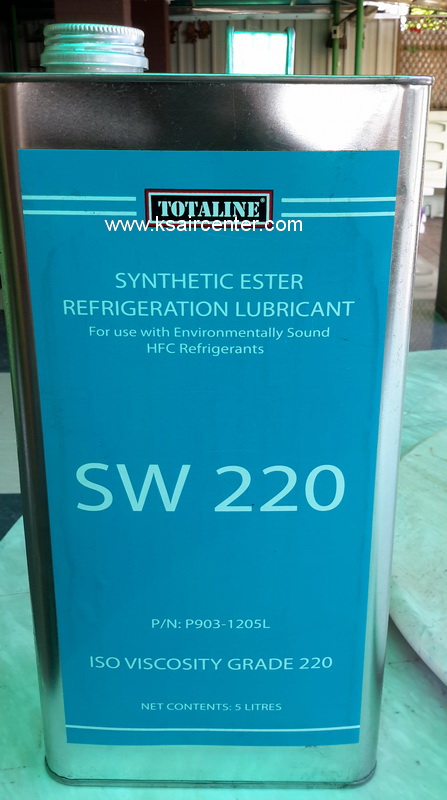 TOTALINE®
www.ksaircenter.com
SYNTHETIC ESTER
REFRIGERATION LUBRICANT
For use with Environmentally Sound
HFC Refrigerants
SW 220
P/N: P903-1205L
ISO VISCOSITY GRADE 220
NET CONTENTS: 5 LITRES